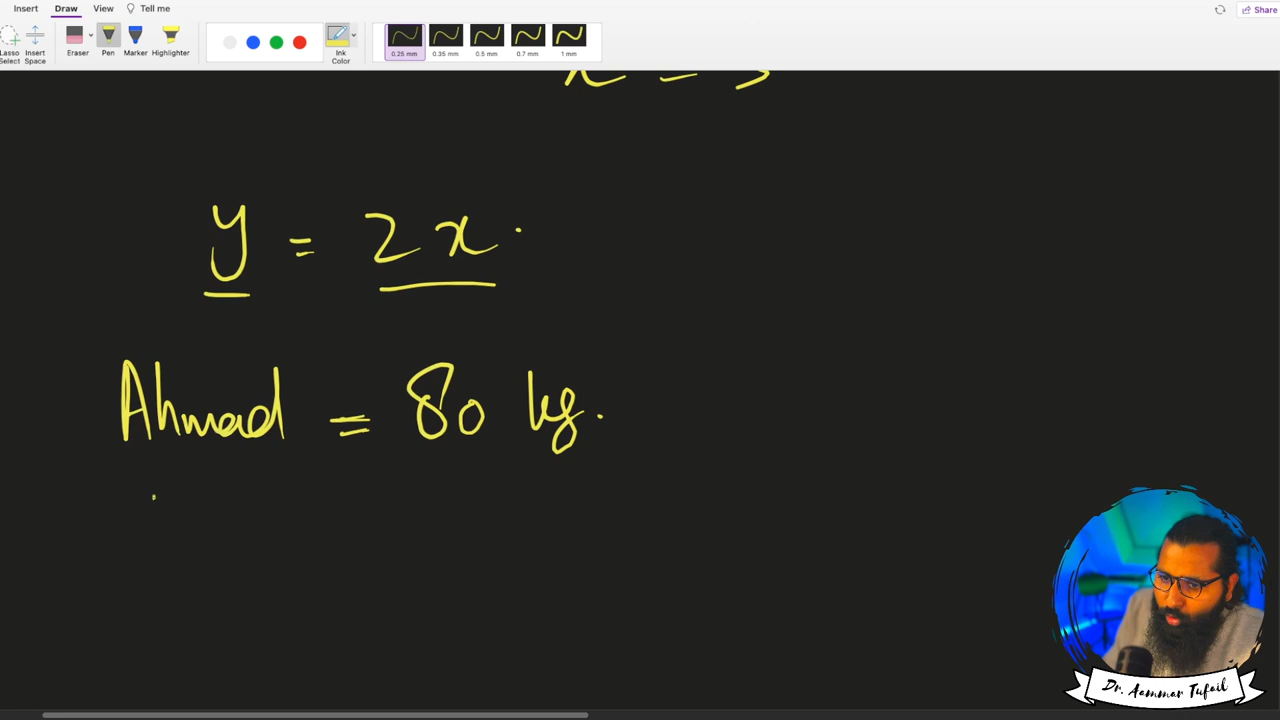 Insert Draw View Tell me
Share
Lasso Select
Insert Space
Eraser
Pen
Marker
Highlighter
Ink Color
0.25 mm
0.35 mm
0.5 mm
0.7 mm
1 mm
y = 2x.
Ahmad = 80 kg.
Dr. Aammar Tufail